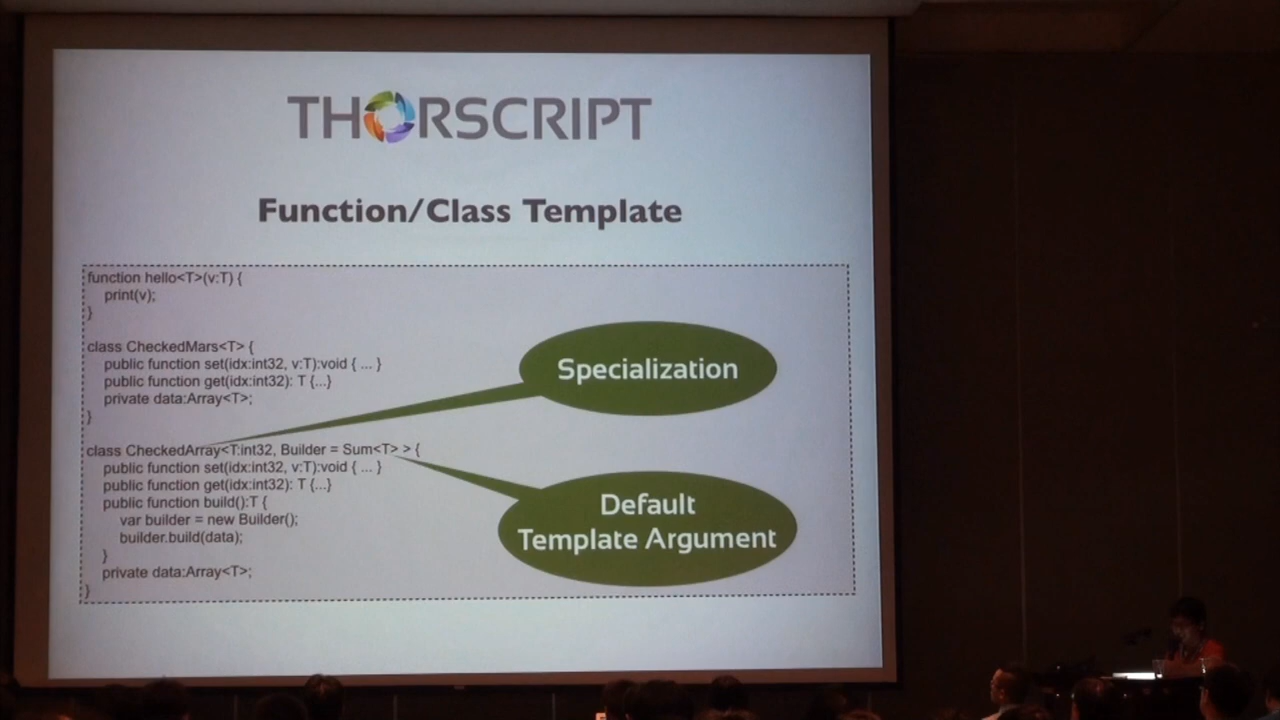 THORSCRIPT
Function/Class Template
function hello<T>(v:T) {
print(v);
}
class CheckedMars<T> {
public function set(idx:int32, v:T):void { ... }
public function get(idx:int32): T {...}
private data:Array<T>;
}
class CheckedArray<T:int32, Builder = Sum<T> > {
public function set(idx:int32, v:T):void { ... }
public function get(idx:int32): T {...}
public function build():T {
var builder = new Builder();
builder.build(data);
}
private data:Array<T>;
}
Specialization
Default
Template Argument